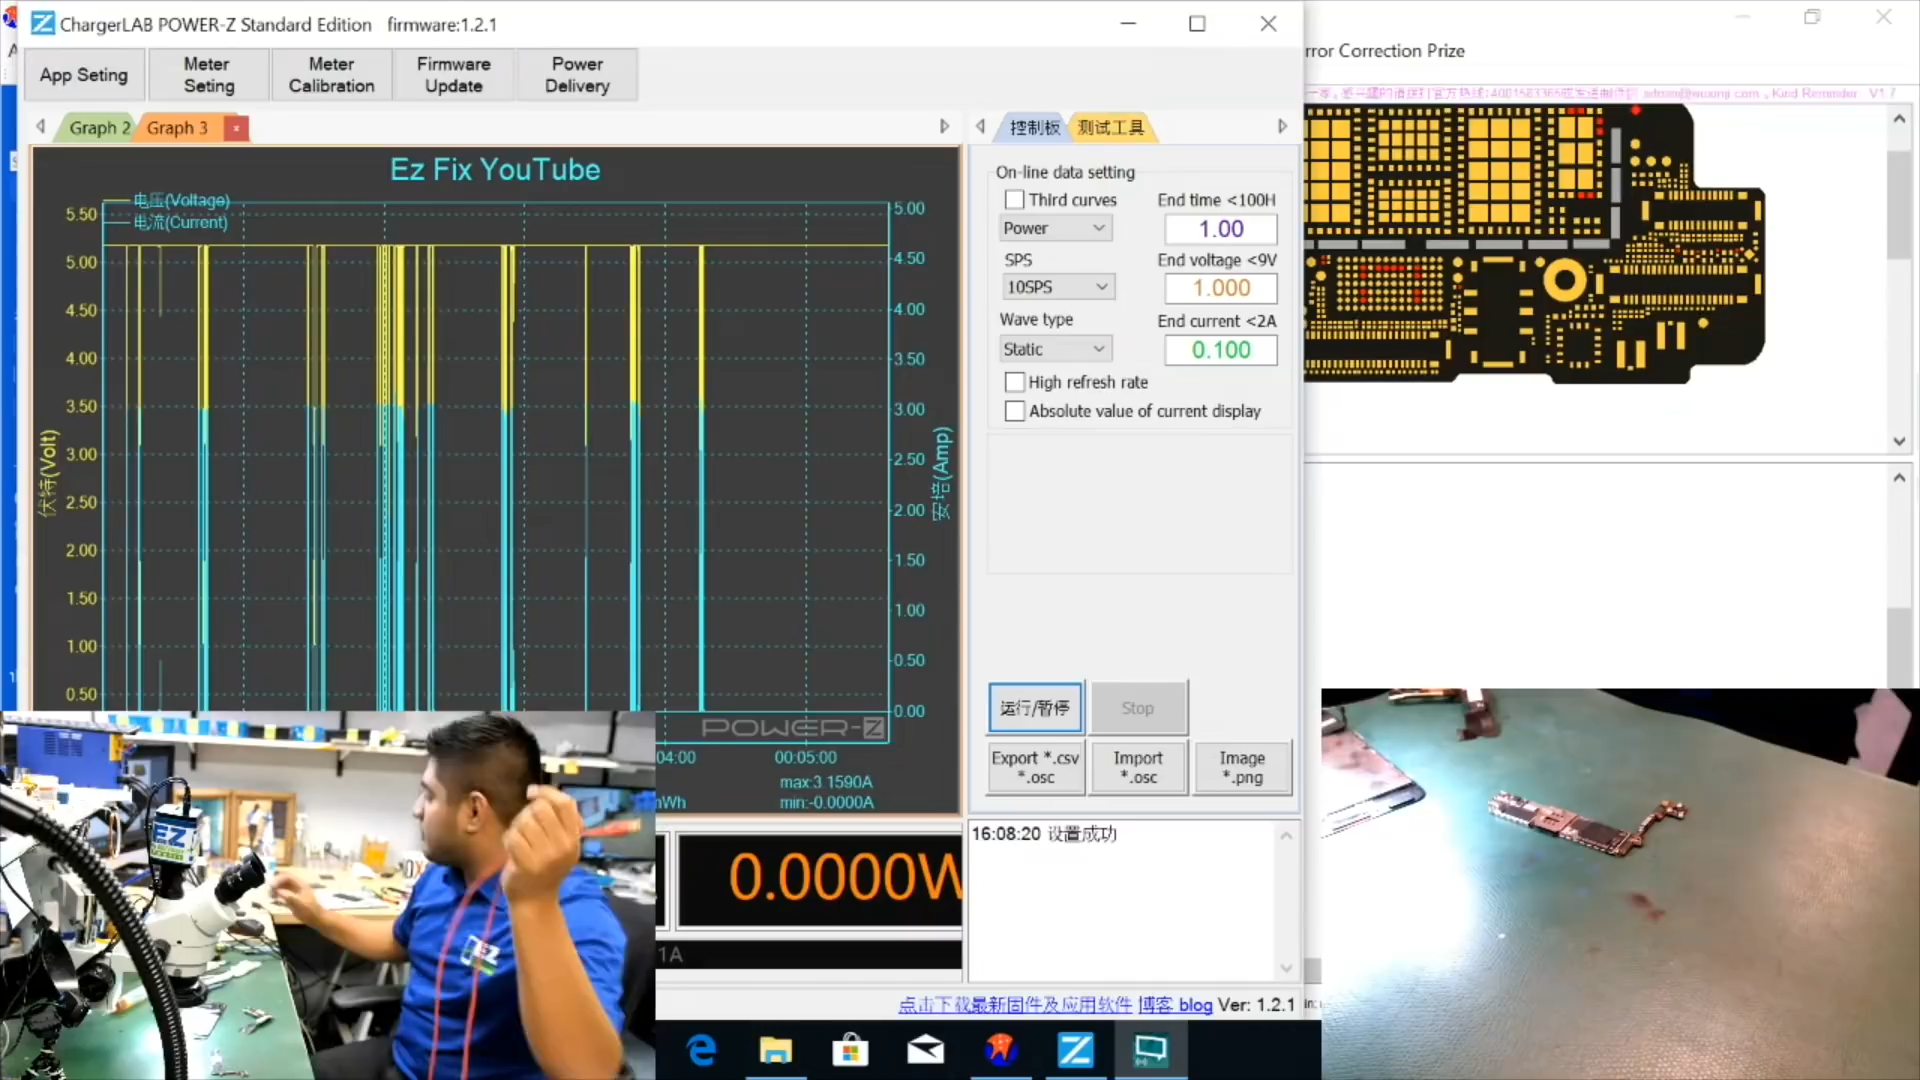 ChargerLAB POWER-Z Standard Edition firmware:1.2.1
App Seting
Meter Seting
Meter Calibration
Firmware Update
Power Delivery
rror Correction Prize
Graph 2
Graph 3
x
控制板
测试工具
Ez Fix YouTube
电压(Voltage)
电流(Current)
5.50
5.00
4.50
4.00
3.50
3.00
2.50
2.00
1.50
1.00
0.50
伏特(Volt)
5.00
4.50
4.00
3.50
3.00
2.50
2.00
1.50
1.00
0.50
0.00
安培(Amp)
POWER-Z
04:00
00:05:00
max:3.1590A
mWh
min:-0.0000A
On-line data setting
Third curves
End time <100H
Power
1.00
SPS
End voltage <9V
10SPS
1.000
Wave type
End current <2A
Static
0.100
High refresh rate
Absolute value of current display
运行/暂停
Stop
Export *.csv *.osc
Import *.osc
Image *.png
16:08:20 设置成功
0.0000W
1A
点击下载最新固件及应用软件 博客 blog Ver: 1.2.1
, Kind Reminder V1.7
EZ
EZ